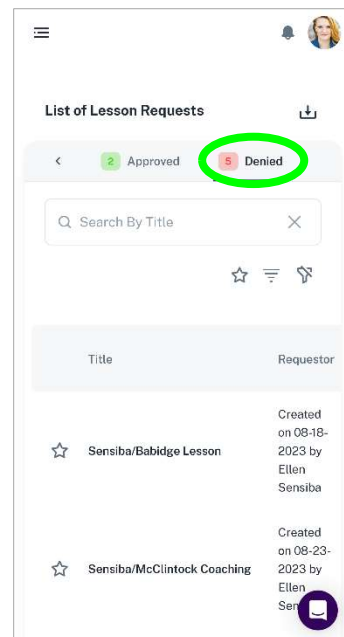 List of Lesson Requests
2 Approved 5 Denied
Search By Title
Title Requestor
Created
on 08-18-
Sensiba/Babidge Lesson 2023 by
Ellen
Sensiba
Created
on 08-23-
Sensiba/McClintock Coaching 2023 by
Ellen